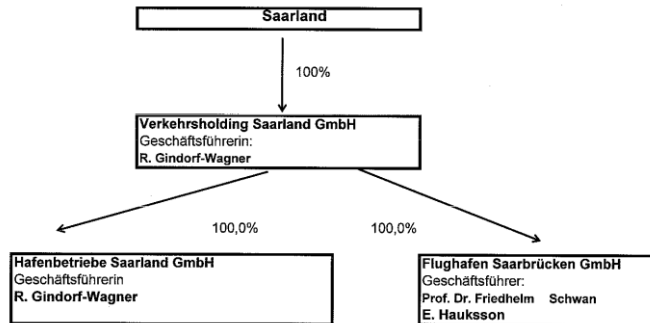 Saarland
100%
Verkehrsholding Saarland GmbH
Geschäftsführerin:
R. Gindorf-Wagner
100,0%
100,0%
Hafenbetriebe Saarland GmbH
Geschäftsführerin
R. Gindorf-Wagner
Flughafen Saarbrücken GmbH
Geschäftsführer:
Prof. Dr. Friedhelm Schwan
E. Hauksson